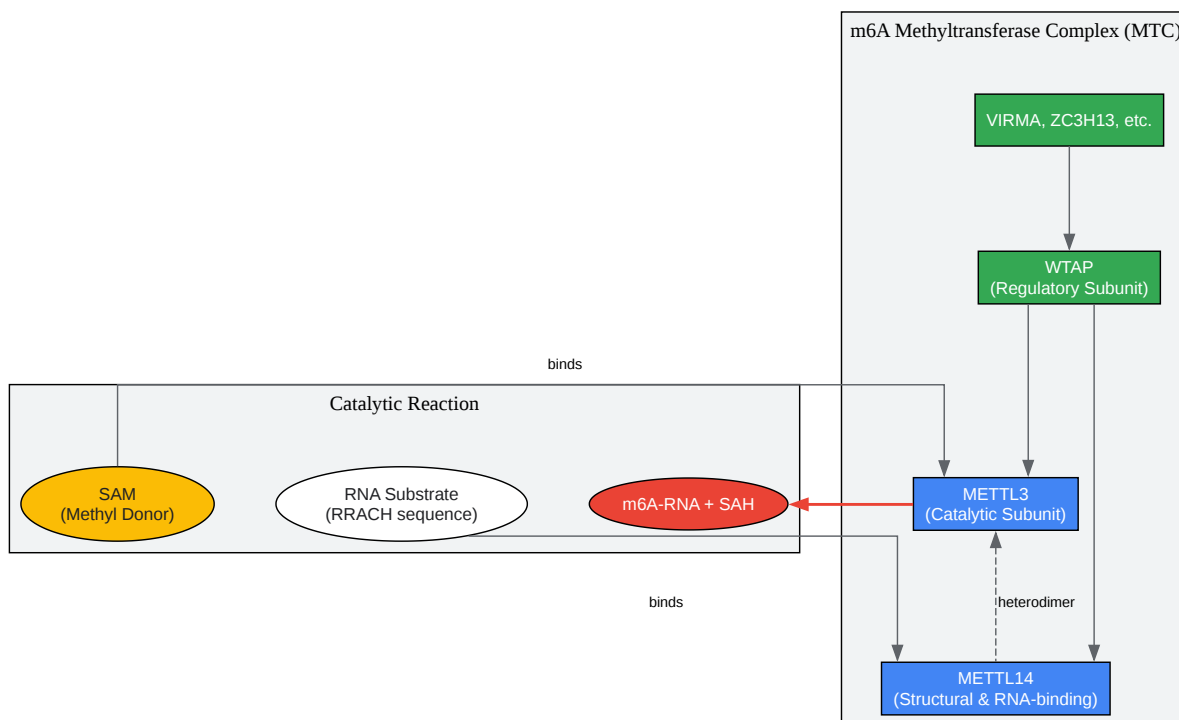 m6A Methyltransferase Complex (MTC)
VIRMA, ZC3H13, etc.
WTAP
(Regulatory Subunit)
binds
Catalytic Reaction
SAM
(Methyl Donor)
RNA Substrate
(RRACH sequence)
m6A-RNA + SAH
METTL3
(Catalytic Subunit)
binds
heterodimer
METTL14
(Structural & RNA-binding)